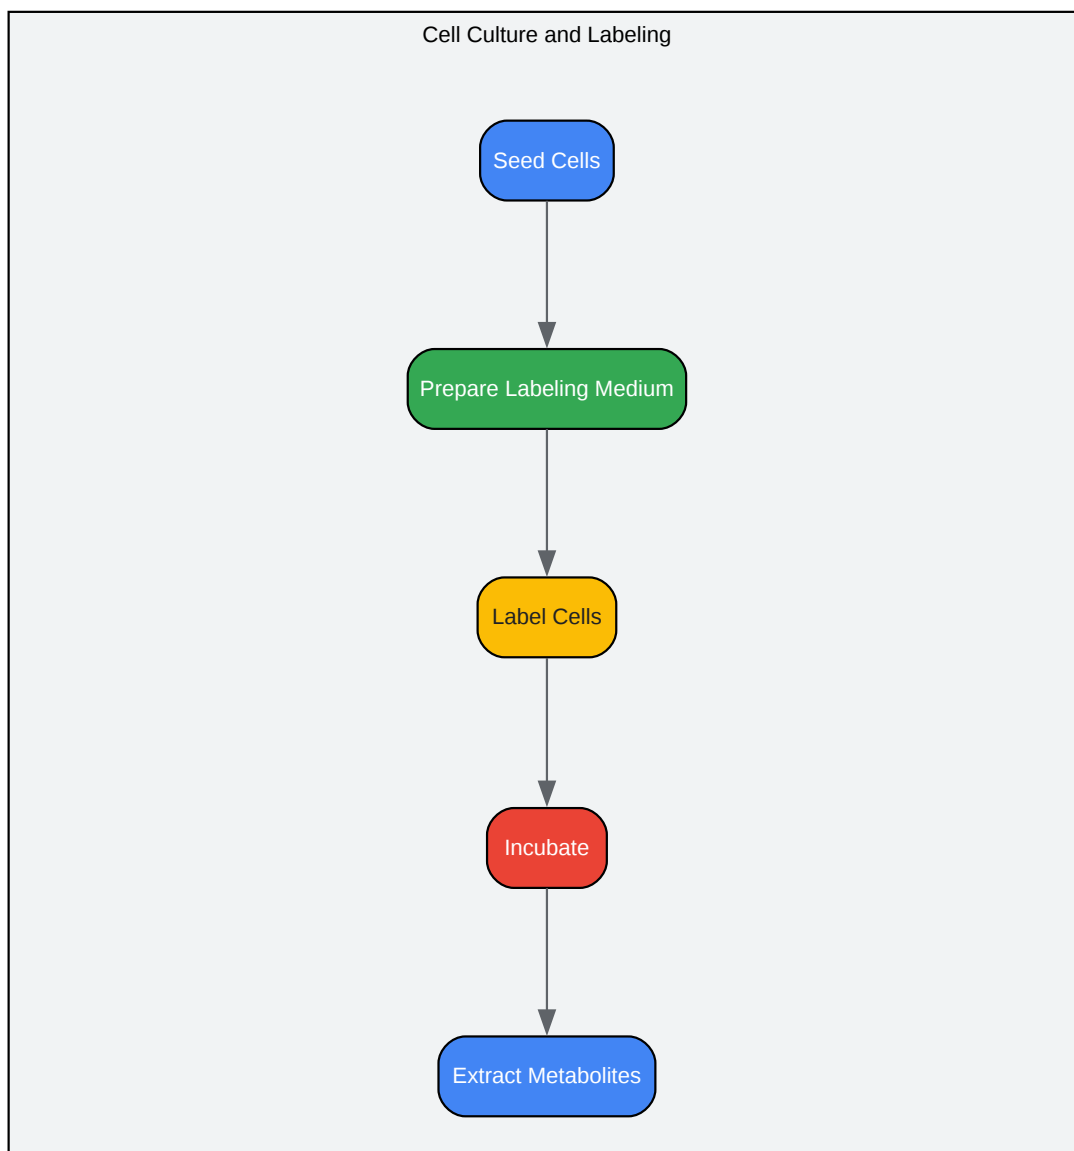 Cell Culture and Labeling
Seed Cells
Prepare Labeling Medium
Label Cells
Incubate
Extract Metabolites